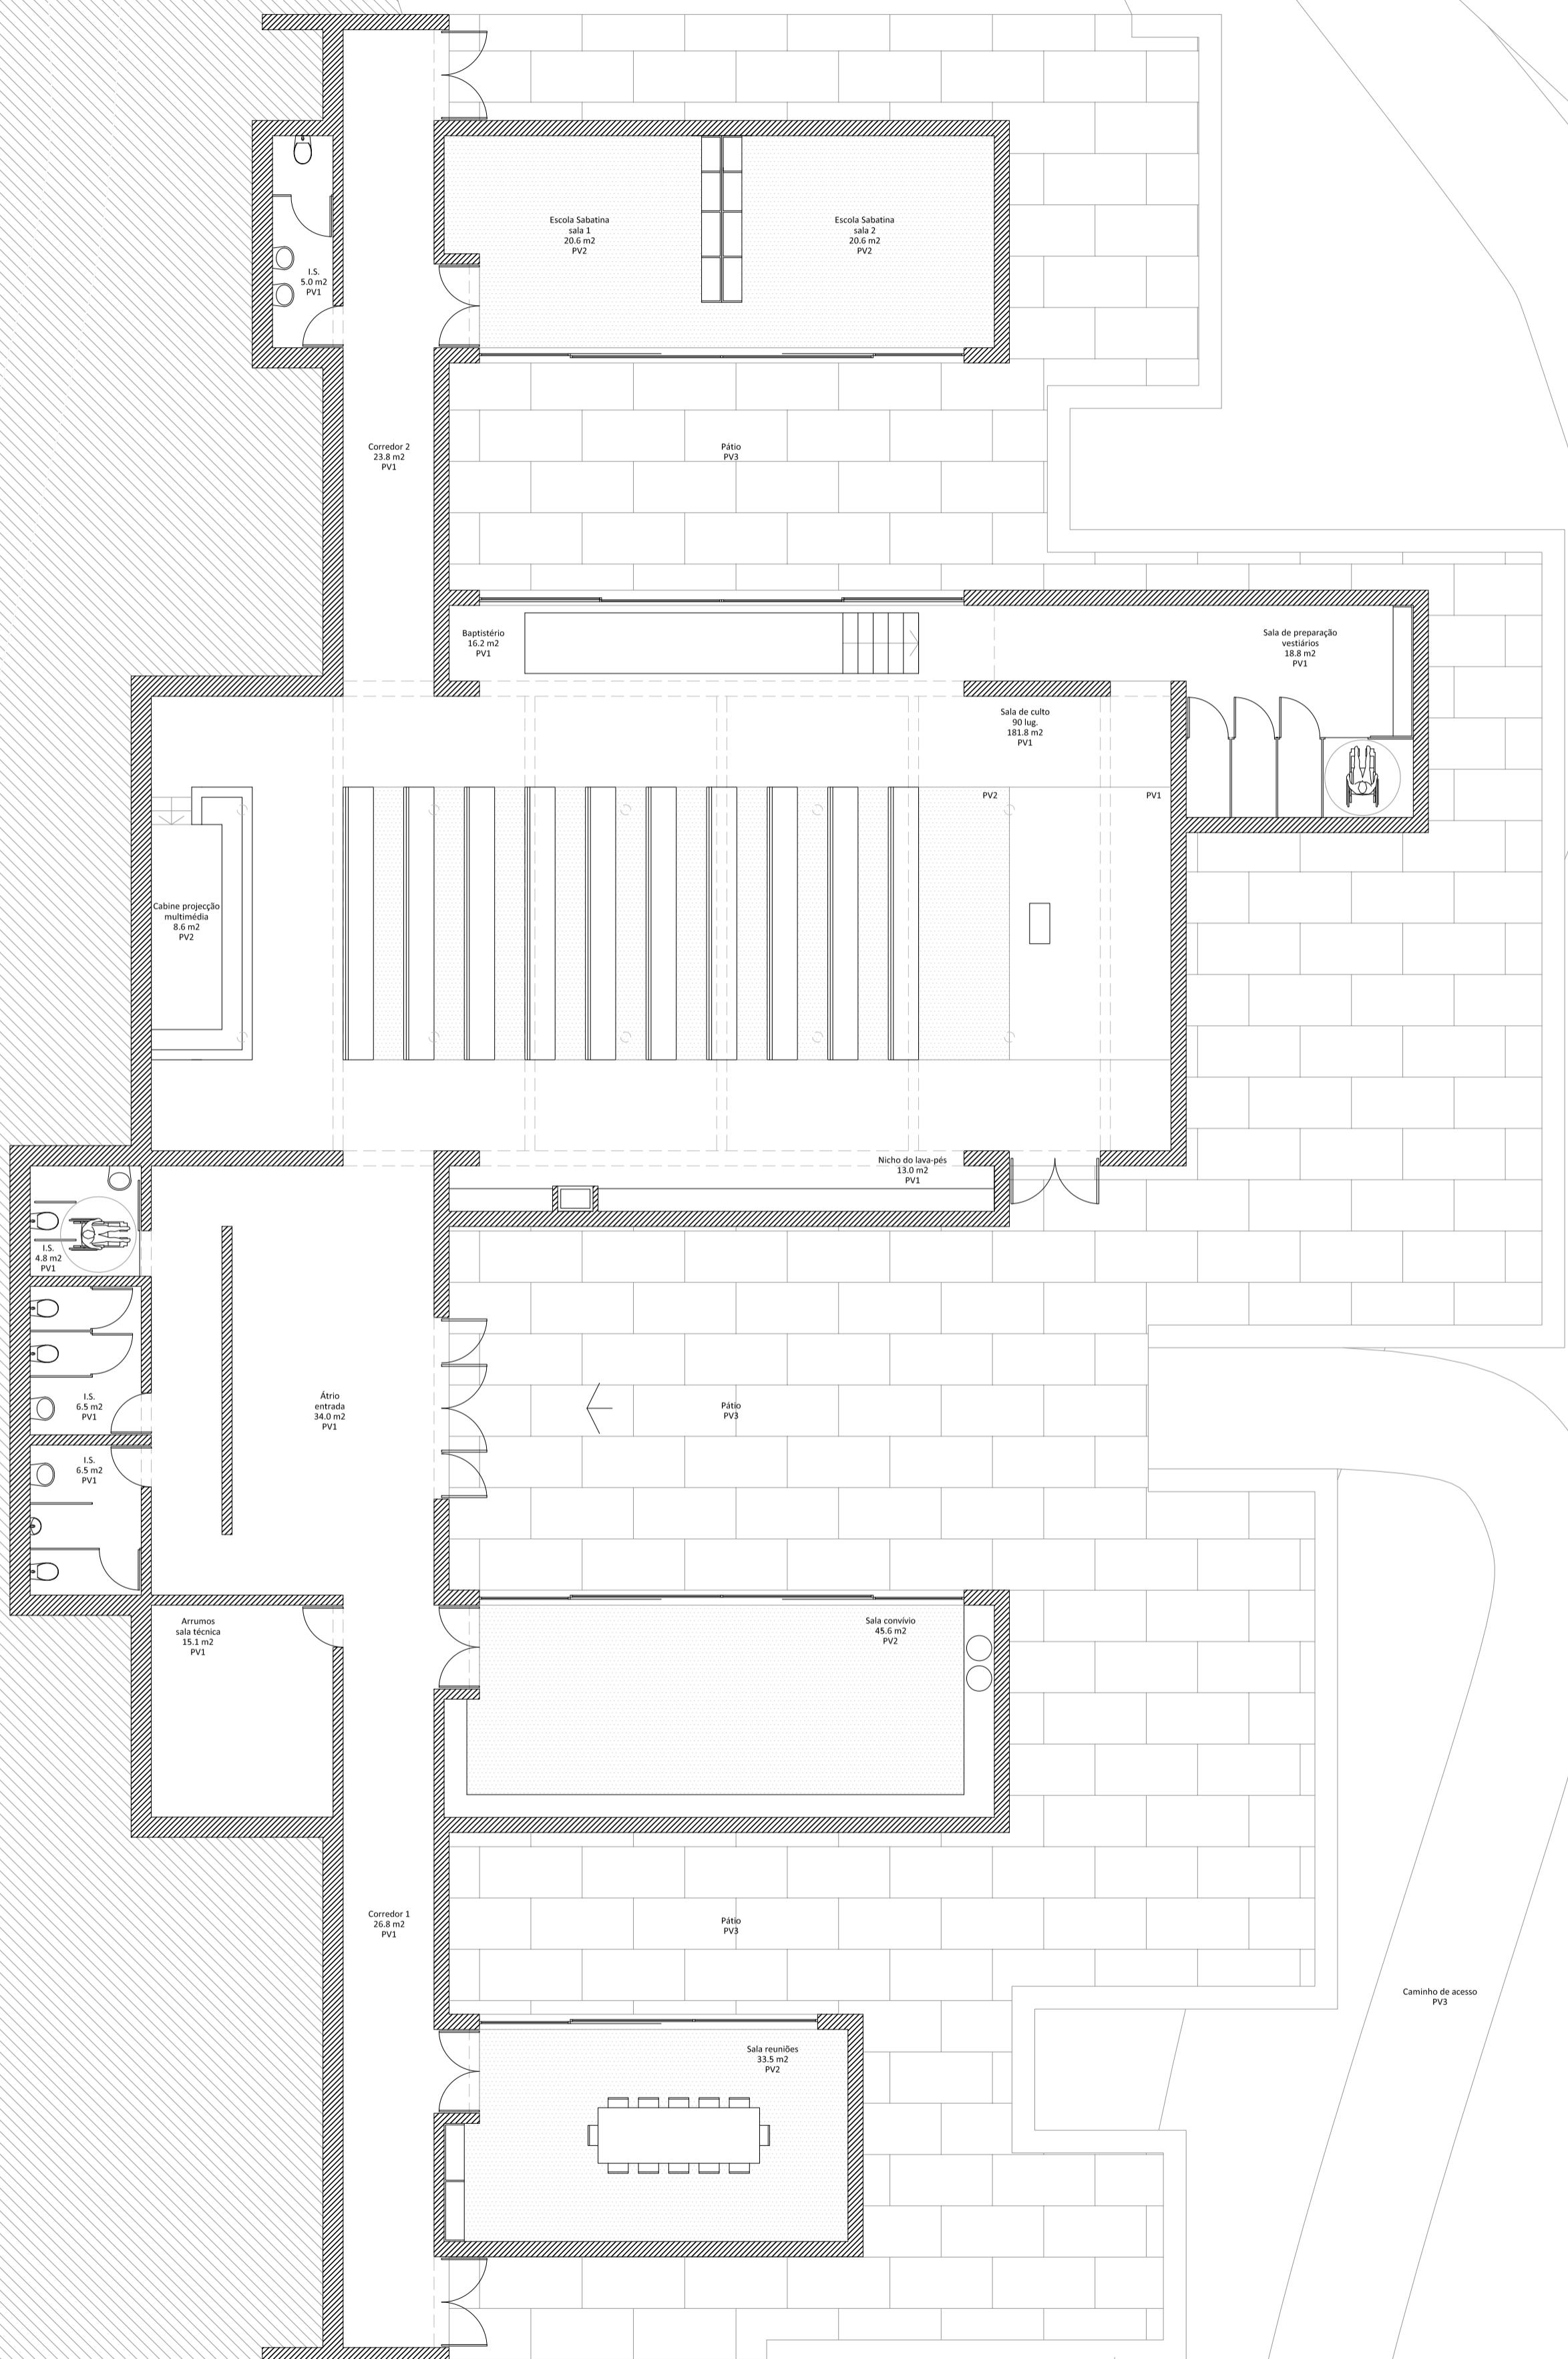 Escola Sabatina
sala 1
20.6 m2
PV2
Escola Sabatina
sala 2
20.6 m2
PV2
I.S.
5.0 m2
PV1
Corredor 2
23.8 m2
PV1
Pátio
PV3
Baptistério
16.2 m2
PV1
Sala de preparação
vestiários
18.8 m2
PV1
Sala de culto
90 lug.
181.8 m2
PV1
PV2
PV1
Cabine projecção
multimédia
8.6 m2
PV2
Nicho do lava-pés
13.0 m2
PV1
I.S.
4.8 m2
PV1
I.S.
6.5 m2
PV1
Átrio
entrada
34.0 m2
PV1
Pátio
PV3
I.S.
6.5 m2
PV1
Arrumos
sala técnica
15.1 m2
PV1
Sala convívio
45.6 m2
PV2
Corredor 1
26.8 m2
PV1
Pátio
PV3
Caminho de acesso
PV3
Sala reuniões
33.5 m2
PV2